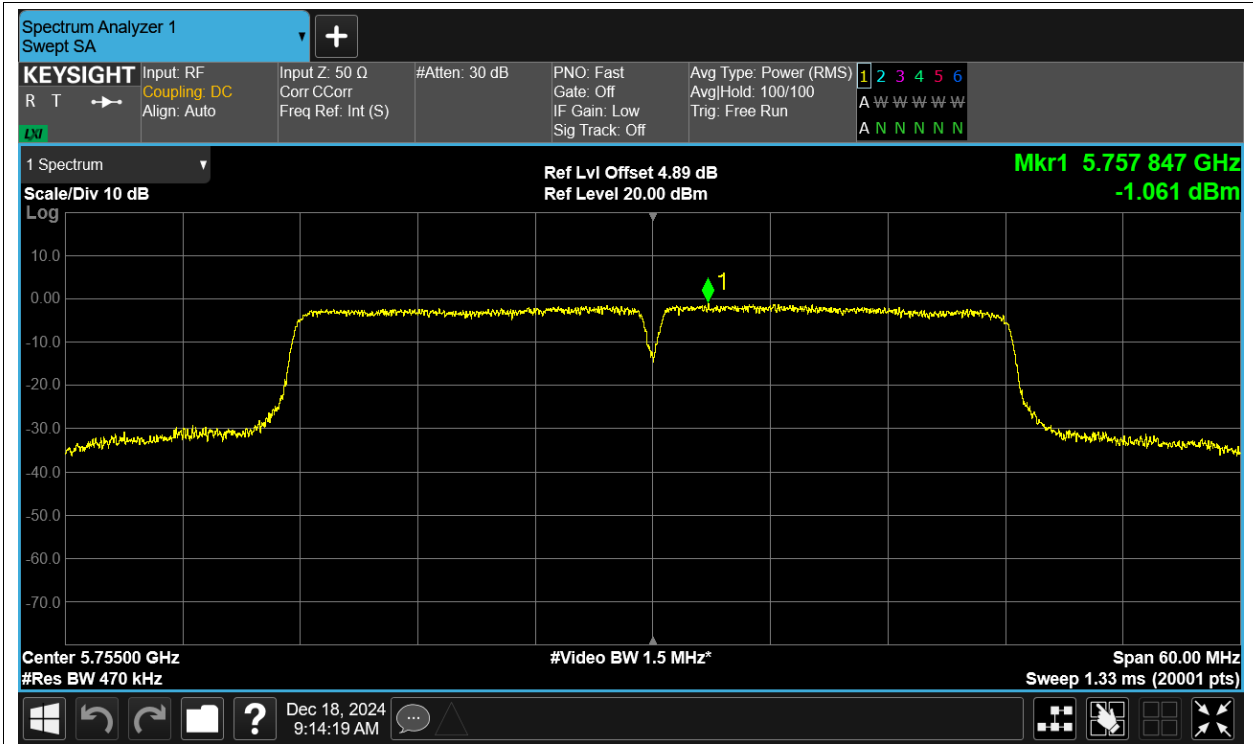 Spectrum Analyzer 1
Swept SA
KEYSIGHT
R T
LXI
Input: RF
Coupling: DC
Align: Auto
Input Z: 50 Ω
Corr CCorr
Freq Ref: Int (S)
#Atten: 30 dB
PNO: Fast
Gate: Off
IF Gain: Low
Sig Track: Off
Avg Type: Power (RMS)
Avg|Hold: 100/100
Trig: Free Run
1 2 3 4 5 6
A W W W W W
A N N N N N
1 Spectrum
Scale/Div 10 dB
Log
Ref Lvl Offset 4.89 dB
Ref Level 20.00 dBm
Mkr1 5.757 847 GHz
-1.061 dBm
1
10.0
0.00
-10.0
-20.0
-30.0
-40.0
-50.0
-60.0
-70.0
Center 5.75500 GHz
#Res BW 470 kHz
#Video BW 1.5 MHz*
Span 60.00 MHz
Sweep 1.33 ms (20001 pts)
?
Dec 18, 2024
9:14:19 AM